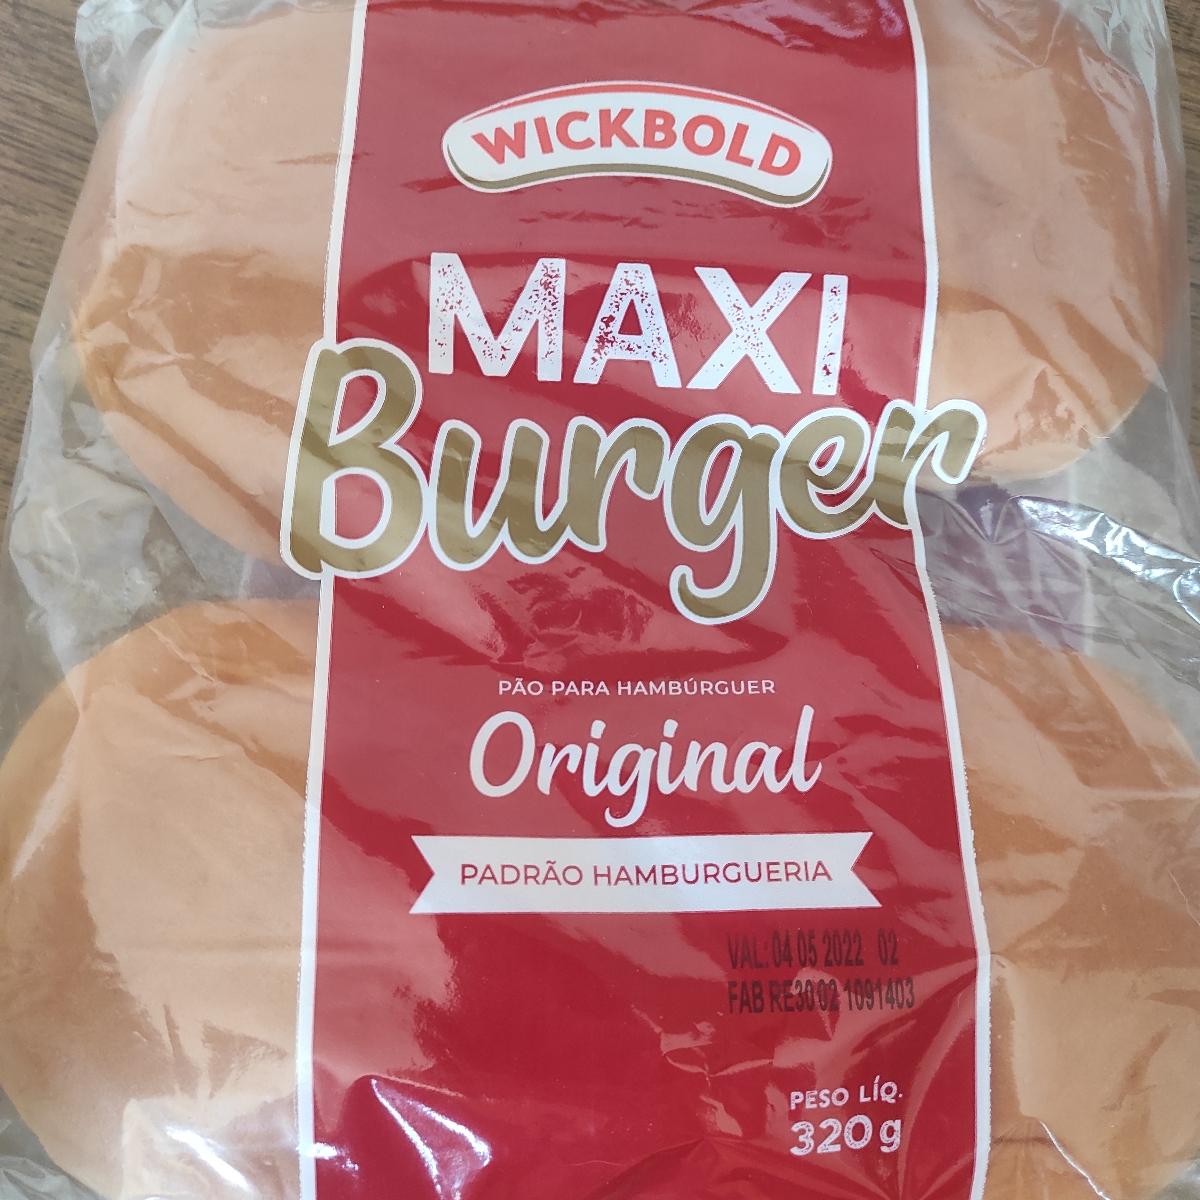 WICKBOLD
MAXI
Burger
PÃO PARA HAMBÚRGUER
Original
PADRÃO HAMBURGUERIA
VAL: 04 05 2022 02
FAB RE30 02 1091403
PESO LÍQ.
320g